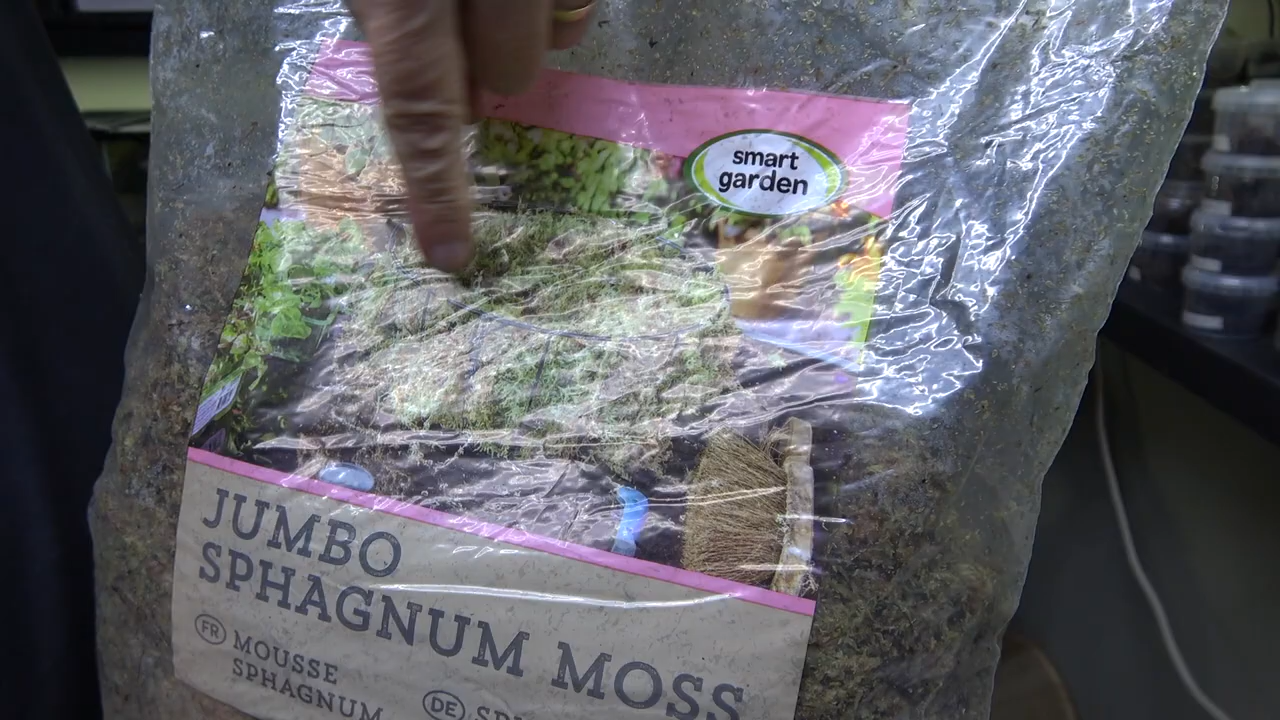 smart
garden
JUMBO
SPHAGNUM MOSS
FR MOUSSE
SPHAGNUM
DE